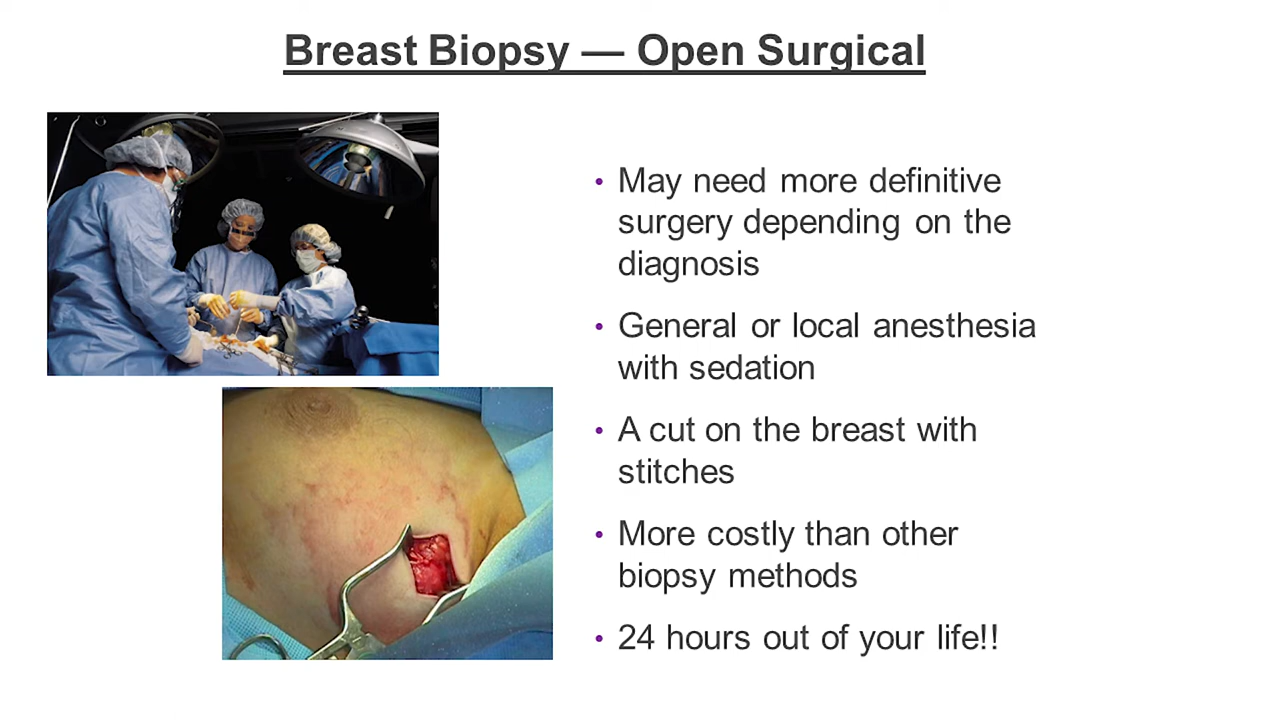 Breast Biopsy — Open Surgical
• May need more definitive
surgery depending on the
diagnosis
• General or local anesthesia
with sedation
• A cut on the breast with
stitches
• More costly than other
biopsy methods
• 24 hours out of your life!!